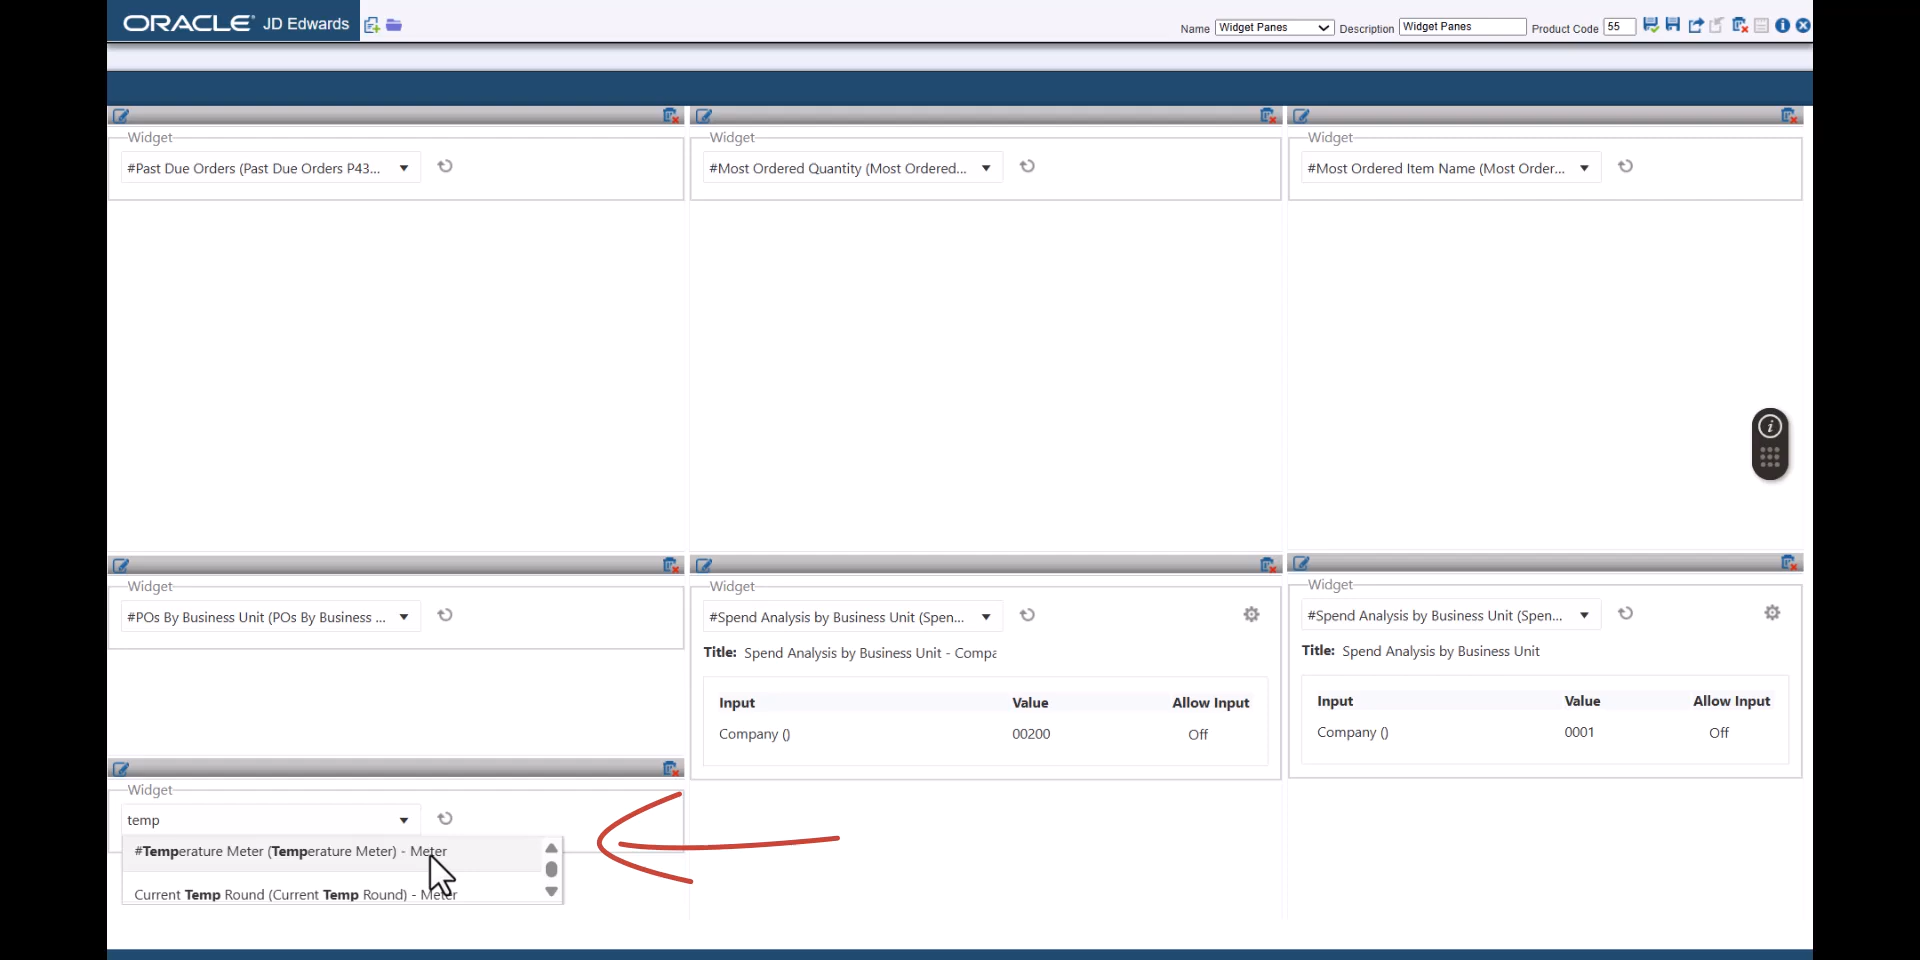 ORACLE JD Edwards
Name Widget Panes Description Widget Panes Product Code 55
Widget
#Past Due Orders (Past Due Orders P43...
Widget
#Most Ordered Quantity (Most Ordered...
Widget
#Most Ordered Item Name (Most Order...
Widget
#POs By Business Unit (POs By Business ...
Widget
#Spend Analysis by Business Unit (Spen...
Title: Spend Analysis by Business Unit - Compa
Input Value Allow Input
Company () 00200 Off
Widget
#Spend Analysis by Business Unit (Spen...
Title: Spend Analysis by Business Unit
Input Value Allow Input
Company () 0001 Off
Widget
temp
#Temperature Meter (Temperature Meter) - Meter
Current Temp Round (Current Temp Round) - Meter